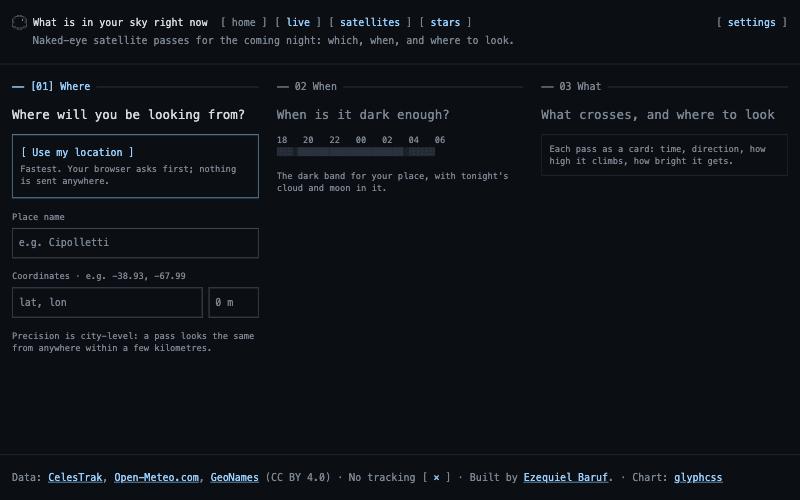 What is in your sky right now [ home ] [ live ] [ satellites ] [ stars ] [ settings ]
Naked-eye satellite passes for the coming night: which, when, and where to look.
[01] Where
Where will you be looking from?
[ Use my location ]
Fastest. Your browser asks first; nothing
is sent anywhere.
Place name
e.g. Cipolletti
Coordinates · e.g. −38.93, −67.99
lat, lon
0 m
Precision is city-level: a pass looks the same
from anywhere within a few kilometres.
02 When
When is it dark enough?
18 20 22 00 02 04 06
The dark band for your place, with tonight's
cloud and moon in it.
03 What
What crosses, and where to look
Each pass as a card: time, direction, how
high it climbs, how bright it gets.
Data: CelesTrak, Open-Meteo.com, GeoNames (CC BY 4.0) · No tracking [ × ] · Built by Ezequiel Baruf. · Chart: glyphcss